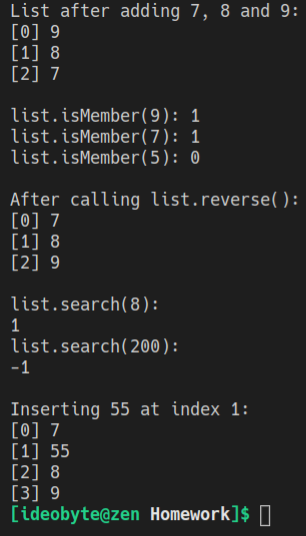 List after adding 7, 8 and 9:
[0] 9
[1] 8
[2] 7
list.isMember(9): 1
list.isMember(7): 1
list.isMember(5): 0
After calling list.reverse():
[0] 7
[1] 8
[2] 9
list.search(8):
1
list.search(200):
-1
Inserting 55 at index 1:
[0] 7
[1] 55
[2] 8
[3] 9
[ideobyte@zen Homework]$